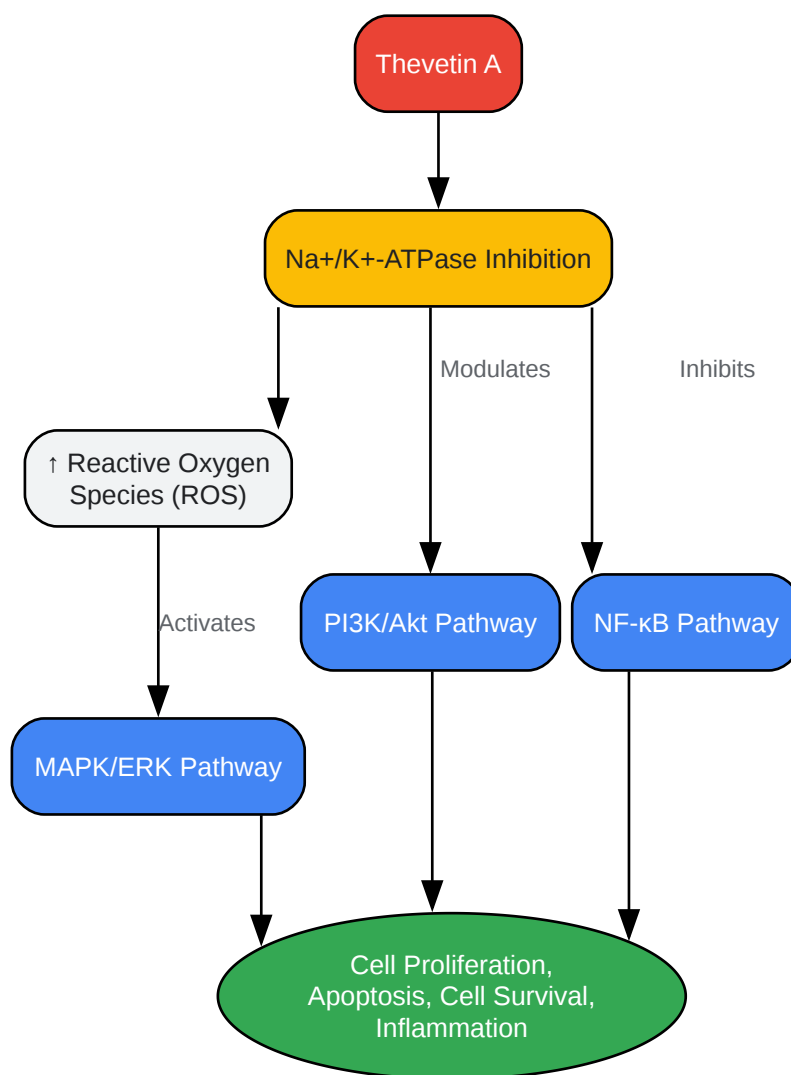 Thevetin A
Na+/K+-ATPase Inhibition
Modulates
Inhibits
↑ Reactive Oxygen
Species (ROS)
Activates
PI3K/Akt Pathway
NF-κB Pathway
MAPK/ERK Pathway
Cell Proliferation,
Apoptosis, Cell Survival,
Inflammation